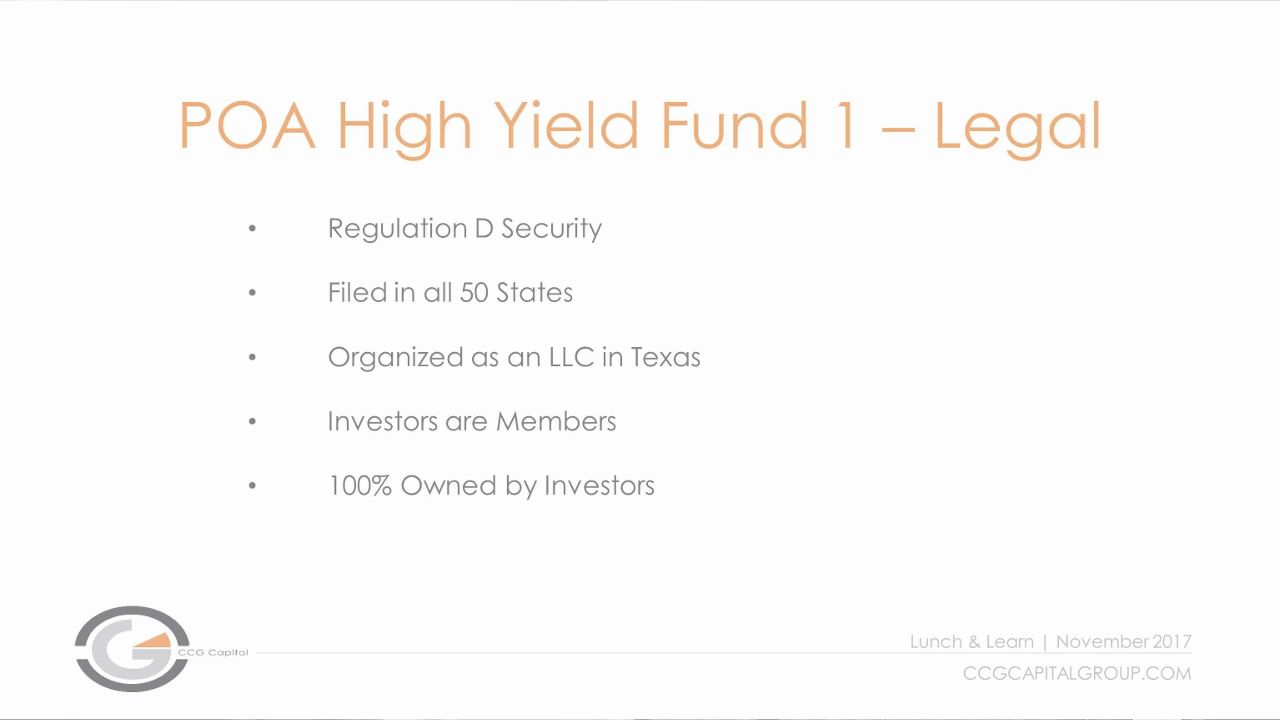 POA High Yield Fund 1 – Legal
• Regulation D Security
• Filed in all 50 States
• Organized as an LLC in Texas
• Investors are Members
• 100% Owned by Investors
CCG Capital
Lunch & Learn | November 2017
CCGCAPITALGROUP.COM